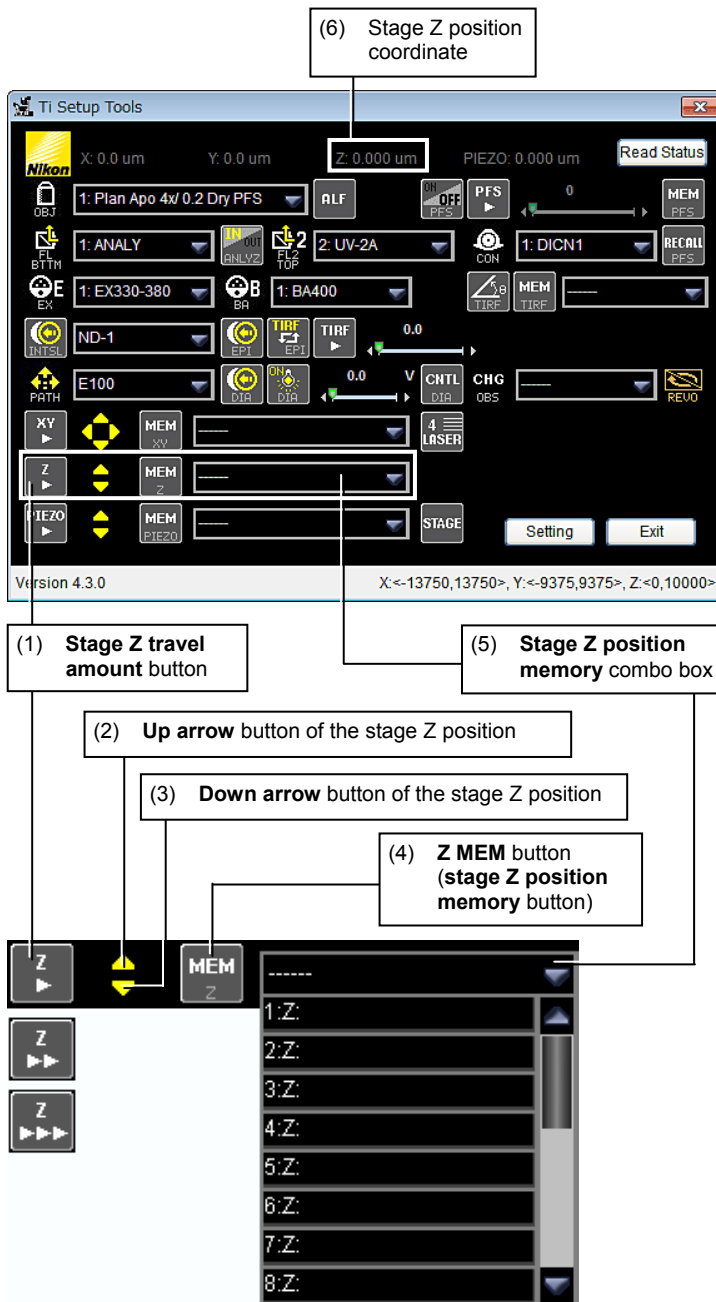 (6) Stage Z position
coordinate
Ti Setup Tools
Nikon X: 0.0 um Y: 0.0 um Z: 0.000 um PIEZO: 0.000 um Read Status
OBJ 1: Plan Apo 4x/ 0.2 Dry PFS ALF ON OFF PFS PFS 0 MEM PFS
FL BTTM 1: ANALY IN OUT ANLYZ 2 FL2 TOP 2: UV-2A CON 1: DICN1 RECALL PFS
E EX 1: EX330-380 B BA 1: BA400 θ TIRF MEM TIRF ------
INTSL ND-1 EPI TIRF EPI TIRF 0.0
PATH E100 DIA ON DIA 0.0 V CNTL DIA CHG OBS ------ REVO
XY MEM XY ------ 4 LASER
Z MEM Z ------
PIEZO MEM PIEZO ------ STAGE Setting Exit
Version 4.3.0 X:<-13750,13750>, Y:<-9375,9375>, Z:<0,10000>
(1) Stage Z travel
amount button
(5) Stage Z position
memory combo box
(2) Up arrow button of the stage Z position
(3) Down arrow button of the stage Z position
(4) Z MEM button
(stage Z position
memory button)
Z MEM Z ------
1:Z:
Z
2:Z:
3:Z:
Z
4:Z:
5:Z:
6:Z:
7:Z:
8:Z: